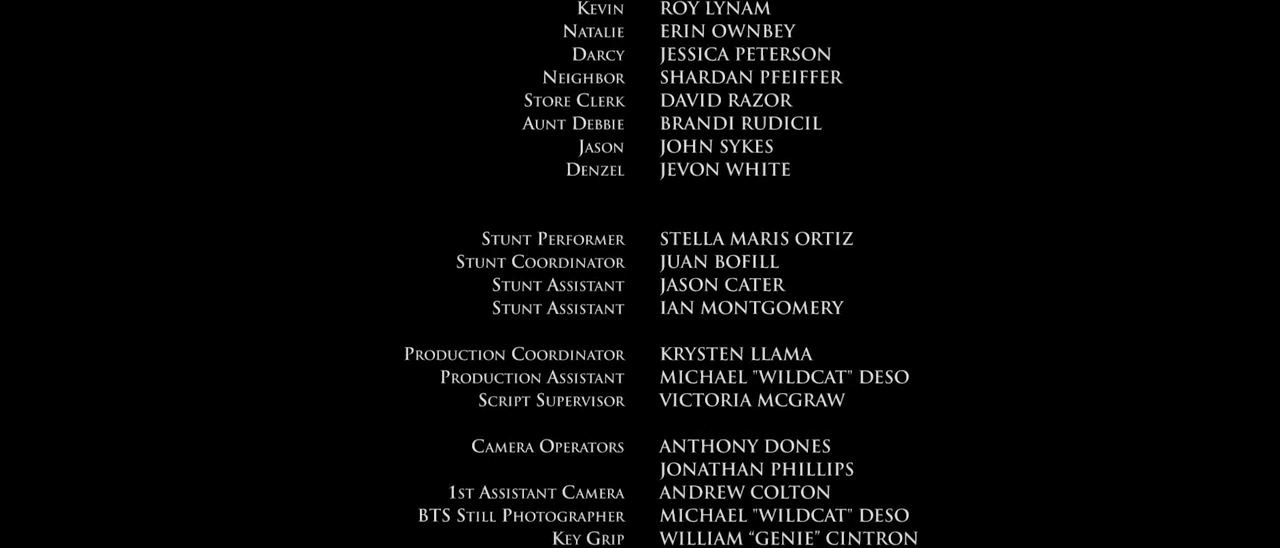 Kevin ROY LYNAM
Natalie ERIN OWNBEY
Darcy JESSICA PETERSON
Neighbor SHARDAN PFEIFFER
Store Clerk DAVID RAZOR
Aunt Debbie BRANDI RUDICIL
Jason JOHN SYKES
Denzel JEVON WHITE
Stunt Performer STELLA MARIS ORTIZ
Stunt Coordinator JUAN BOFILL
Stunt Assistant JASON CATER
Stunt Assistant IAN MONTGOMERY
Production Coordinator KRYSTEN LLAMA
Production Assistant MICHAEL "WILDCAT" DESO
Script Supervisor VICTORIA MCGRAW
Camera Operators ANTHONY DONES
JONATHAN PHILLIPS
1st Assistant Camera ANDREW COLTON
BTS Still Photographer MICHAEL "WILDCAT" DESO
Key Grip WILLIAM “GENIE” CINTRON